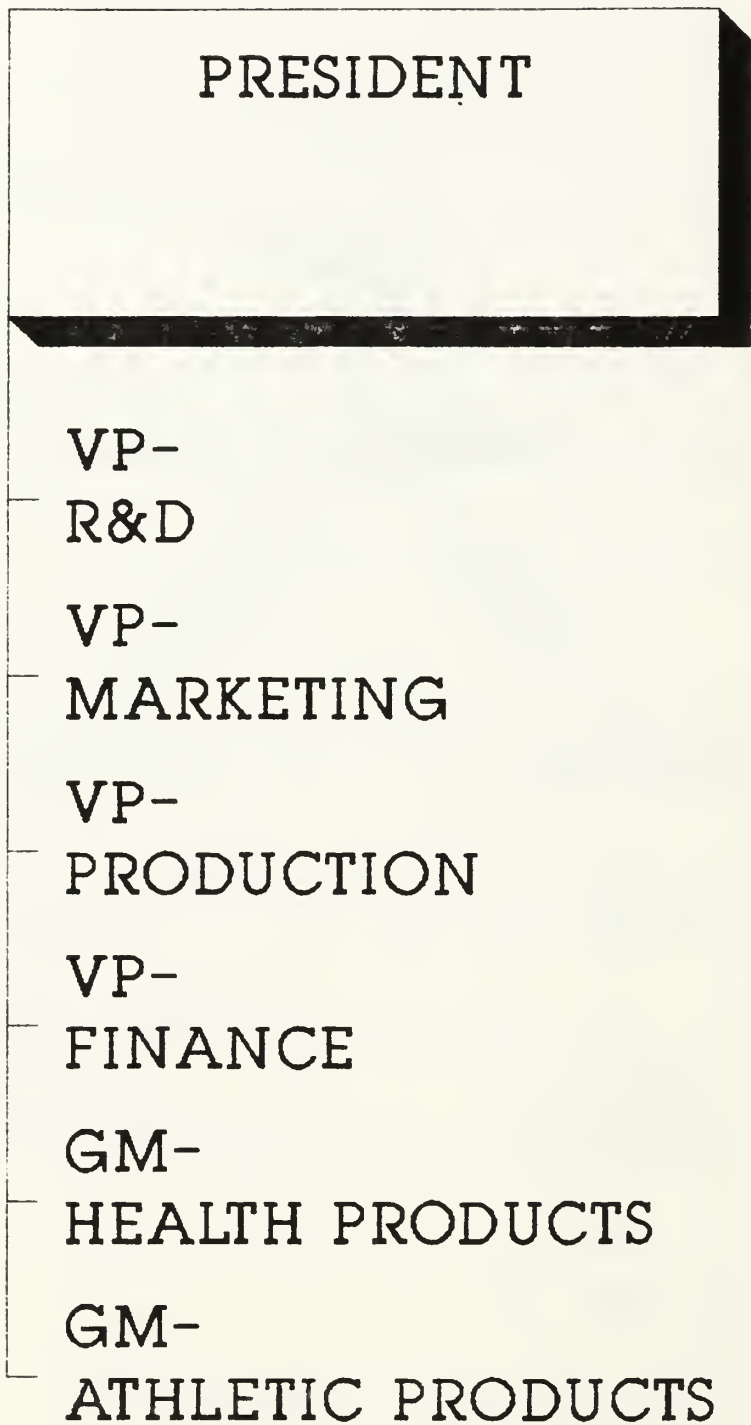 PRESIDENT
VP-
R&D
VP-
MARKETING
VP-
PRODUCTION
VP-
FINANCE
GM-
HEALTH PRODUCTS
GM-
ATHLETIC PRODUCTS